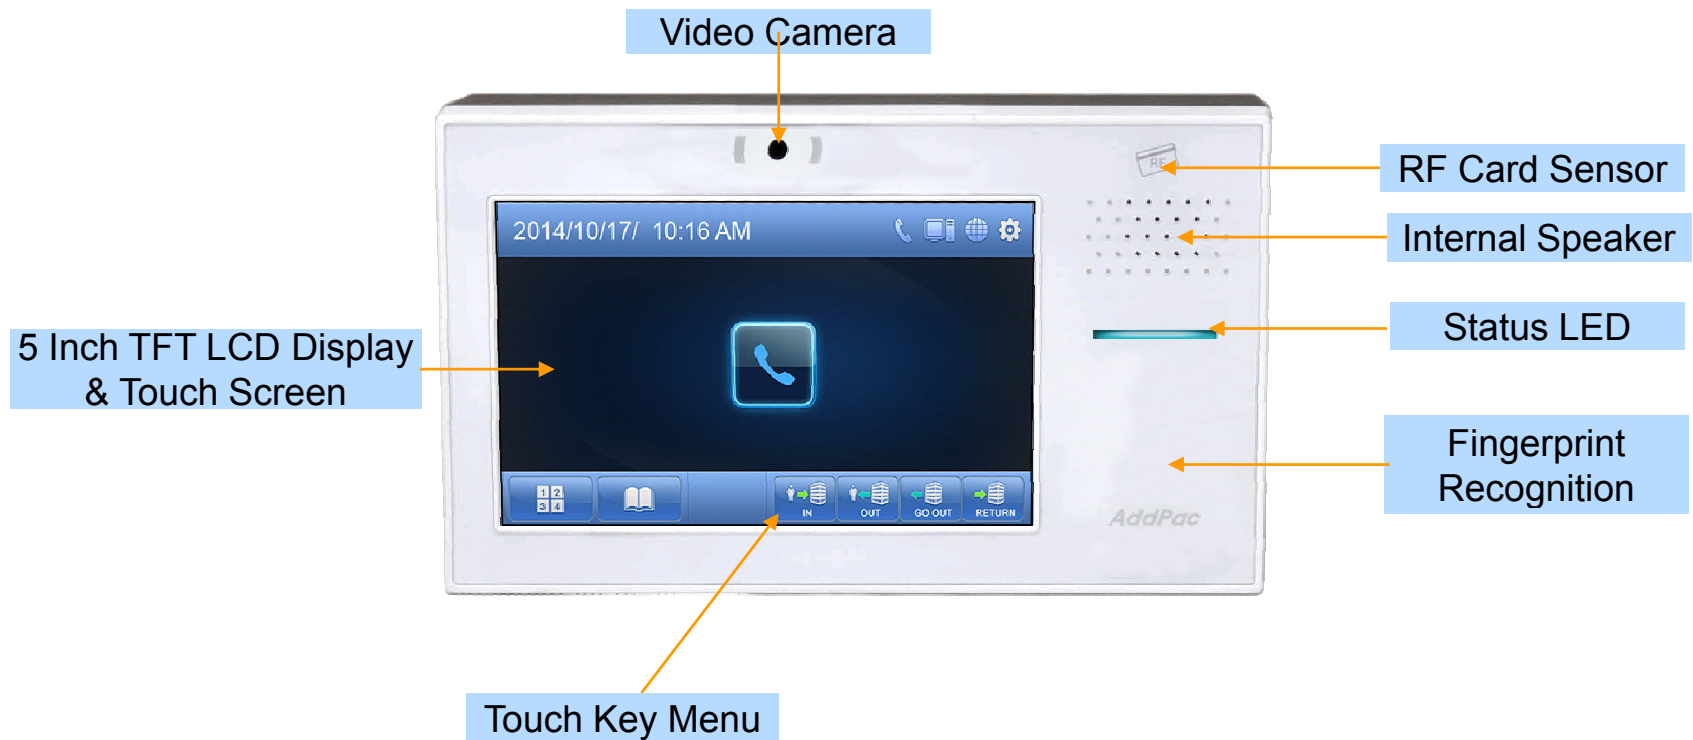 Video Camera
RF
RF Card Sensor
2014/10/17/ 10:16 AM
Internal Speaker
Status LED
5 Inch TFT LCD Display
& Touch Screen
Fingerprint
Recognition
1 2
3 4
IN
OUT
GO OUT
RETURN
AddPac
Touch Key Menu